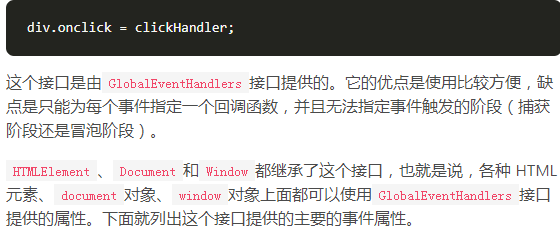 div.onclick = clickHandler;
这个接口是由 GlobalEventHandlers 接口提供的。它的优点是使用比较方便，缺
点是只能为每个事件指定一个回调函数，并且无法指定事件触发的阶段（捕获
阶段还是冒泡阶段）。
HTMLElement 、 Document 和 Window 都继承了这个接口，也就是说，各种 HTML
元素、 document 对象、 window 对象上面都可以使用 GlobalEventHandlers 接口
提供的属性。下面就列出这个接口提供的主要的事件属性。